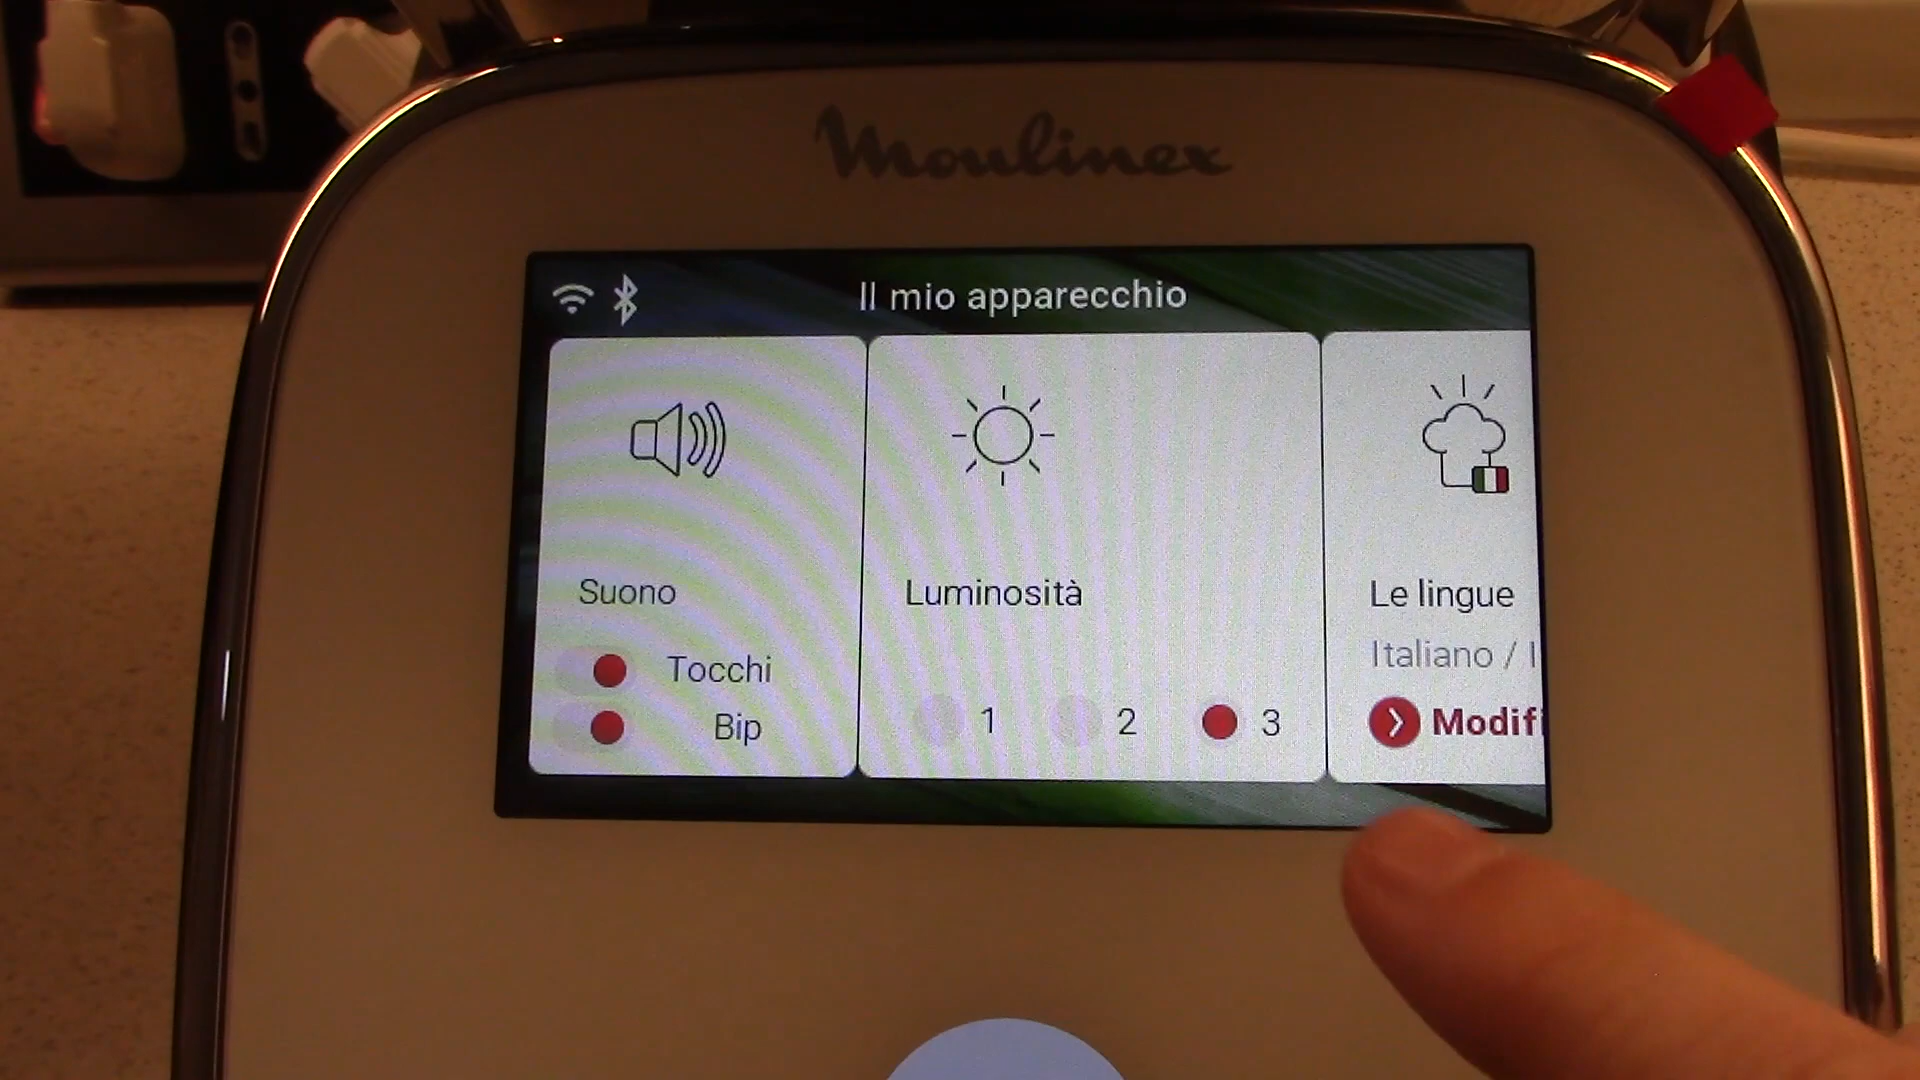 Moulinex
Il mio apparecchio
Suono
Tocchi
Bip
Luminosità
1 2 3
Le lingue
Italiano / I
Modifi